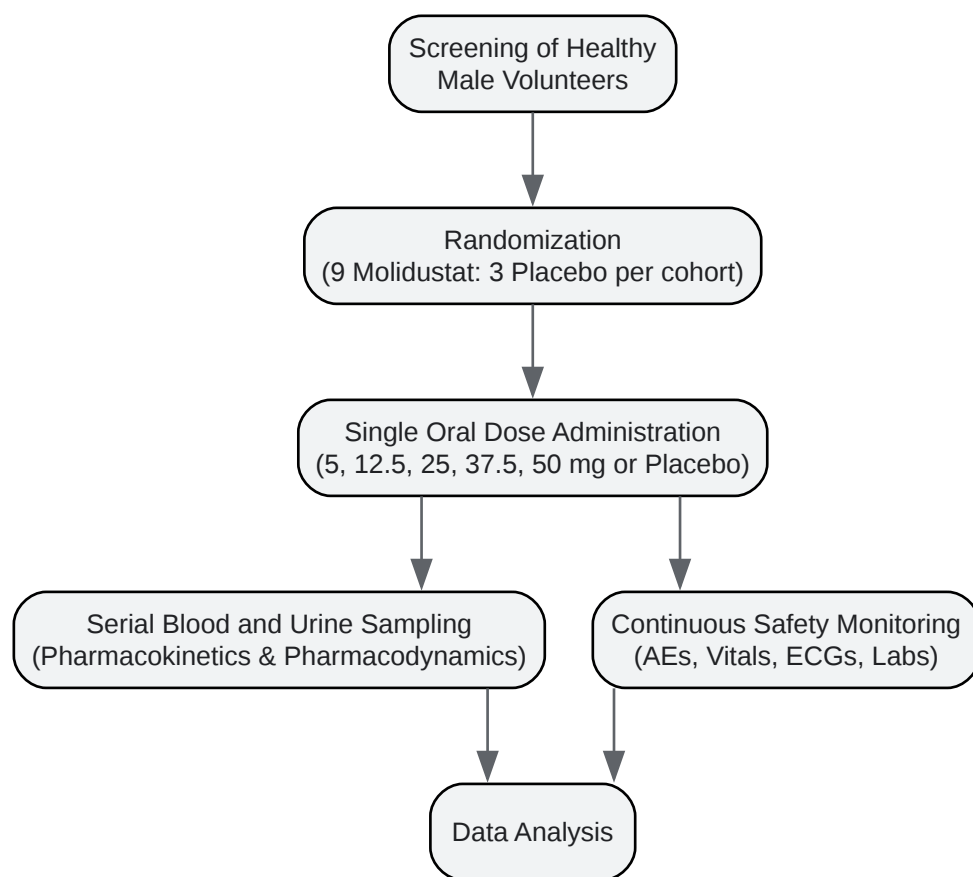 Screening of Healthy
Male Volunteers
Randomization
(9 Molidustat: 3 Placebo per cohort)
Single Oral Dose Administration
(5, 12.5, 25, 37.5, 50 mg or Placebo)
Serial Blood and Urine Sampling
(Pharmacokinetics & Pharmacodynamics)
Continuous Safety Monitoring
(AEs, Vitals, ECGs, Labs)
Data Analysis